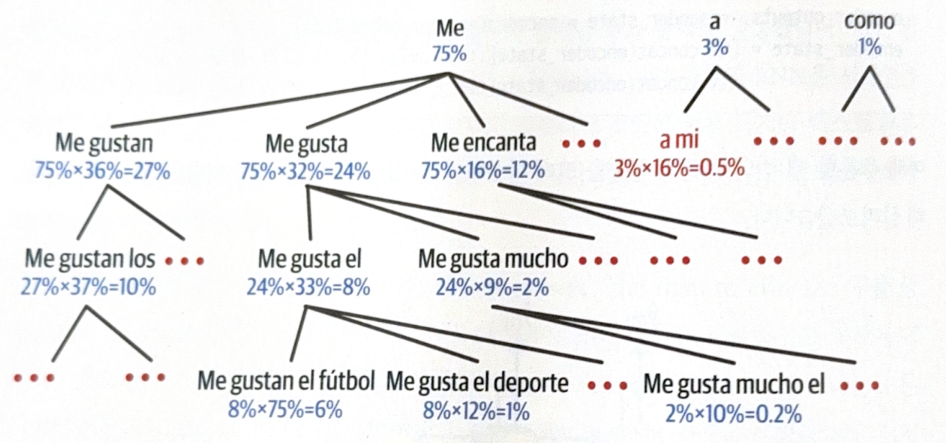 Me a como
75% 3% 1%
Me gustan Me gusta Me encanta ••• a mi ••• ••• •••
75%×36%=27% 75%×32%=24% 75%×16%=12% 3%×16%=0.5%
Me gustan los ••• Me gusta el Me gusta mucho ••• ••• •••
27%×37%=10% 24%×33%=8% 24%×9%=2%
••• ••• Me gustan el fútbol Me gusta el deporte ••• Me gusta mucho el •••
8%×75%=6% 8%×12%=1% 2%×10%=0.2%